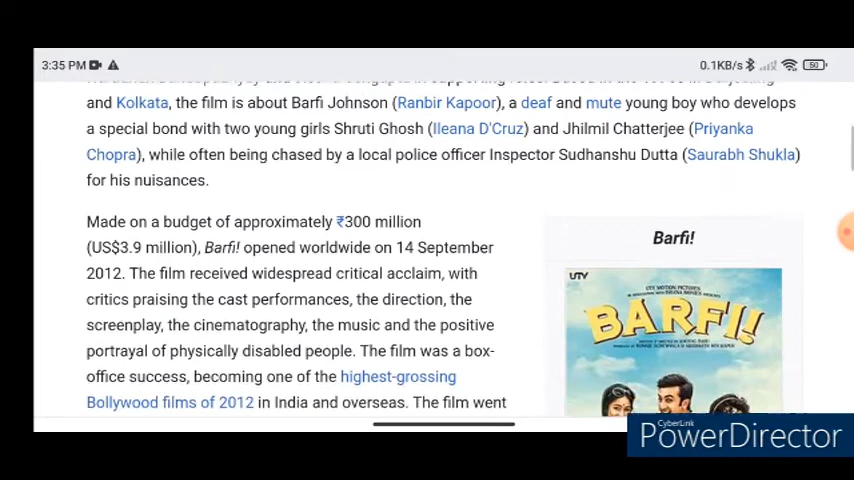 3:35 PM
0.1KB/s
50
and Kolkata, the film is about Barfi Johnson (Ranbir Kapoor), a deaf and mute young boy who develops
a special bond with two young girls Shruti Ghosh (Ileana D'Cruz) and Jhilmil Chatterjee (Priyanka
Chopra), while often being chased by a local police officer Inspector Sudhanshu Dutta (Saurabh Shukla)
for his nuisances.
Made on a budget of approximately ₹300 million
(US$3.9 million), Barfi! opened worldwide on 14 September
2012. The film received widespread critical acclaim, with
critics praising the cast performances, the direction, the
screenplay, the cinematography, the music and the positive
portrayal of physically disabled people. The film was a box-
office success, becoming one of the highest-grossing
Bollywood films of 2012 in India and overseas. The film went
Barfi!
UTV
UTV MOTION PICTURES
BARFI!
CyberLink
PowerDirector